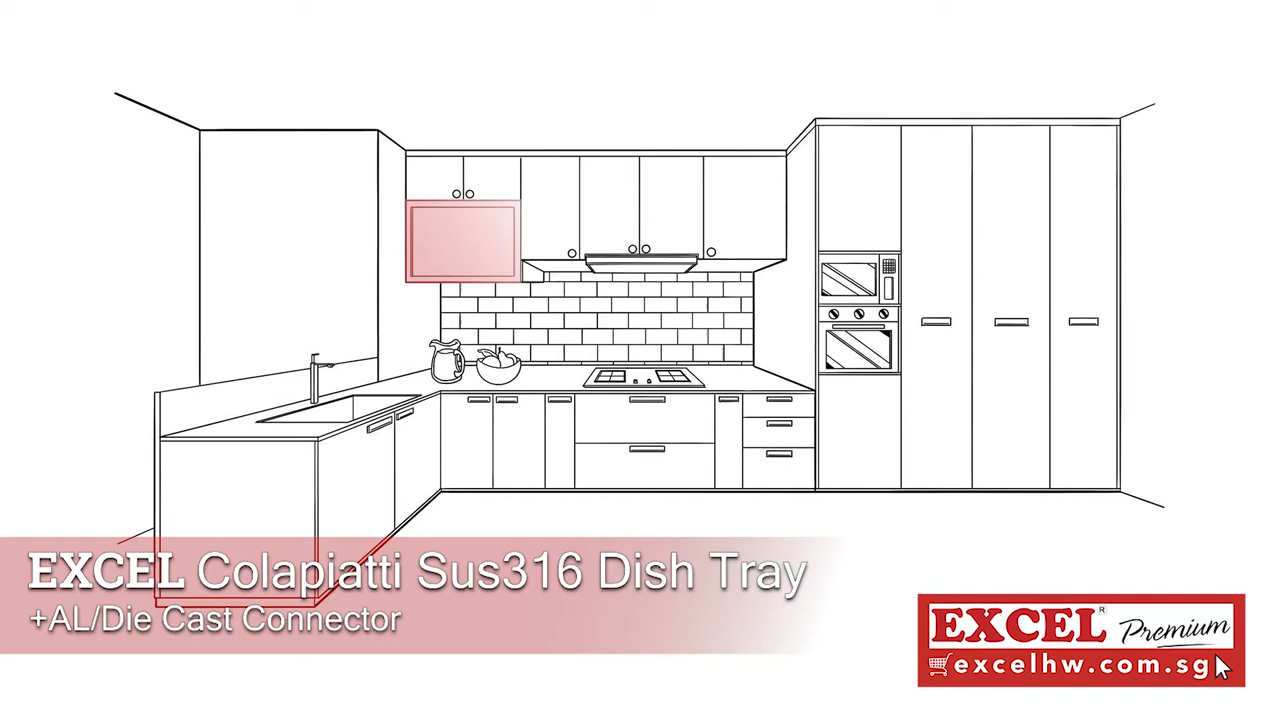 EXCEL Colapiatti Sus316 Dish Tray
+AL/Die Cast Connector
EXCEL® Premium
excelhw.com.sg